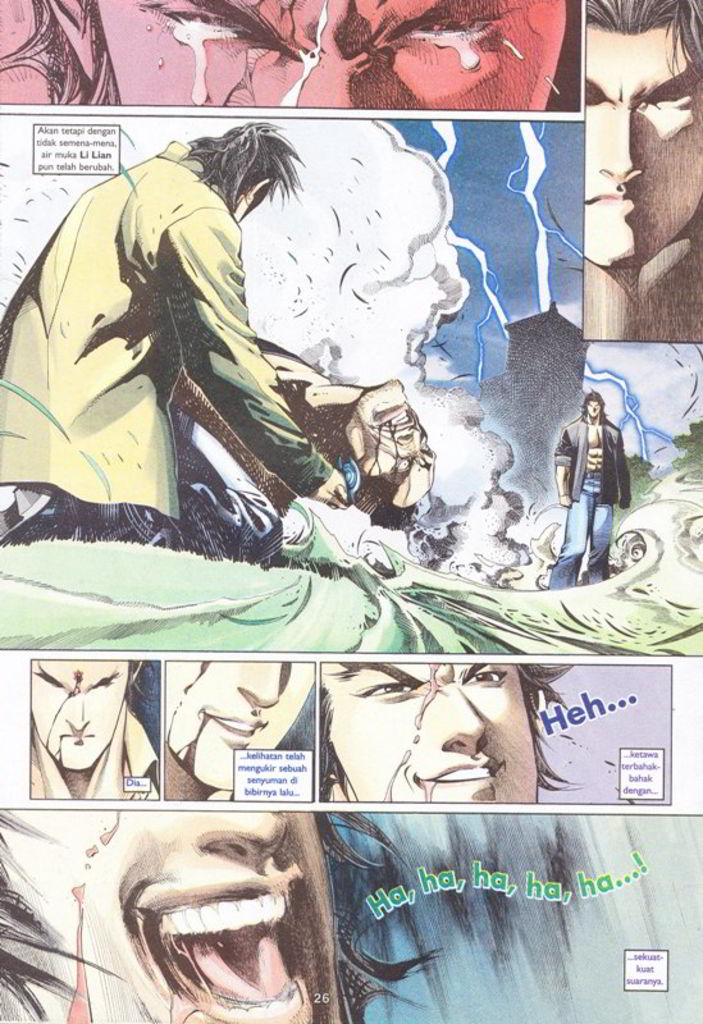 Akan tetapi dengan
tidak semena-mena,
air muka Li Lian
pun telah berubah.
Dia...
...kelihatan telah
mengukir sebuah
senyuman di
bibirnya lalu...
Heh...
...ketawa
terbahak-
bahak
dengan...
Ha, ha, ha, ha, ha...!
...sekuat-
kuat
suaranya.
26